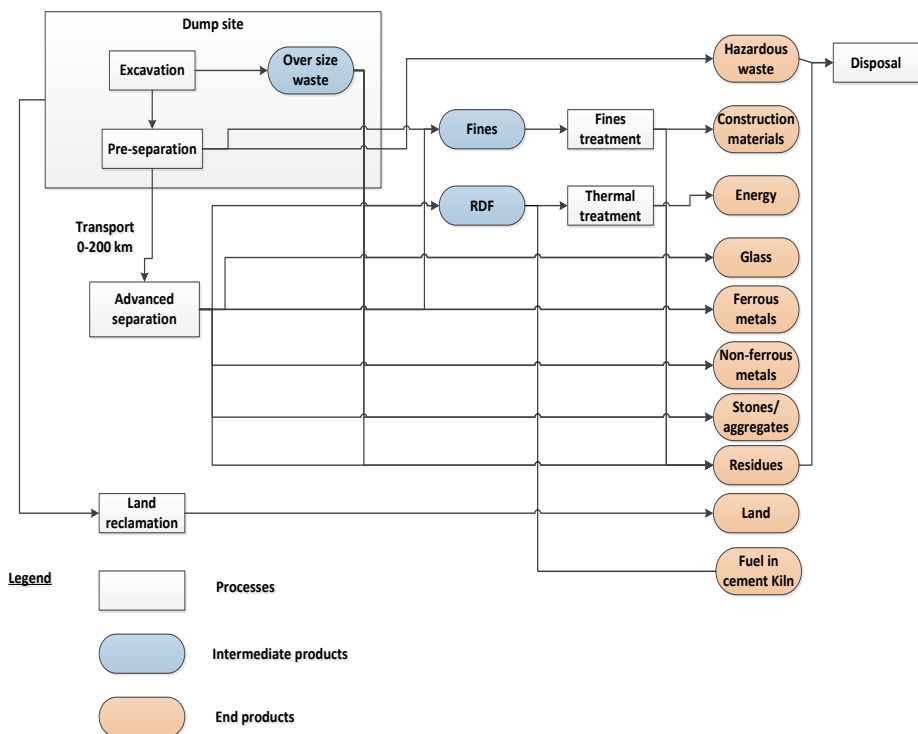 Dump site
Excavation
Over size
waste
Hazardous
waste
Disposal
Pre-separation
Fines
Fines
treatment
Construction
materials
RDF
Thermal
treatment
Energy
Transport
0-200 km
Glass
Advanced
separation
Ferrous
metals
Non-ferrous
metals
Stones/
aggregates
Residues
Land
reclamation
Land
Fuel in
cement Kiln
Legend
Processes
Intermediate products
End products